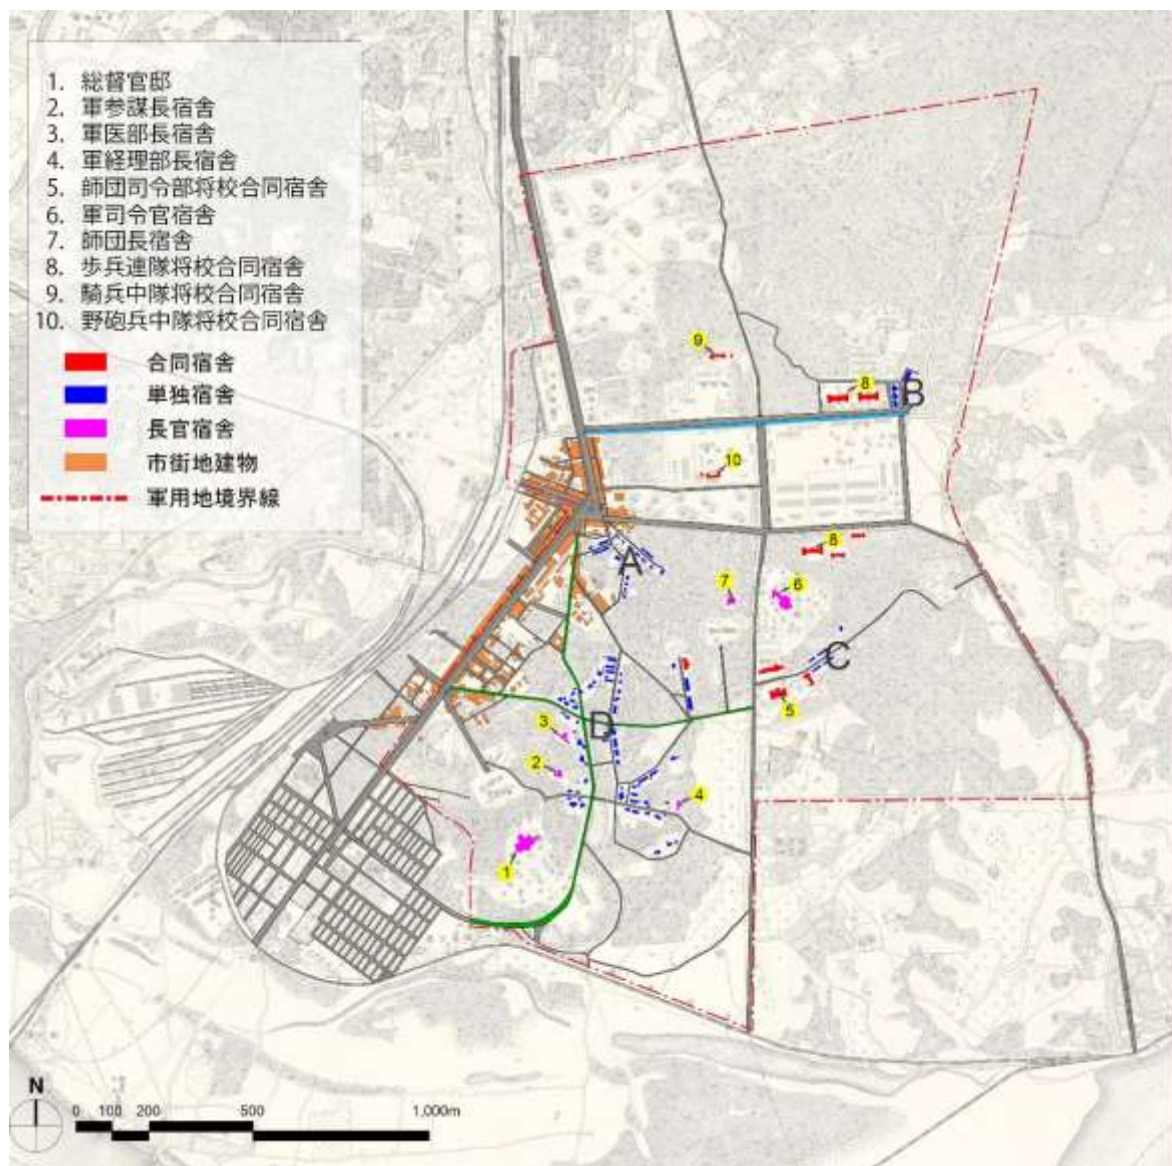 1. 総督官邸
2. 軍参謀長宿舎
3. 軍医部長宿舎
4. 軍経理部長宿舎
5. 師団司令部将校合同宿舎
6. 軍司令官宿舎
7. 師団長宿舎
8. 歩兵連隊将校合同宿舎
9. 騎兵中隊将校合同宿舎
10. 野砲兵中隊将校合同宿舎
合同宿舎
単独宿舎
長官宿舎
市街地建物
軍用地境界線
9
8
B
10
8
A
7
6
C
5
3
D
2
4
1
N
0 100 200 500 1,000m